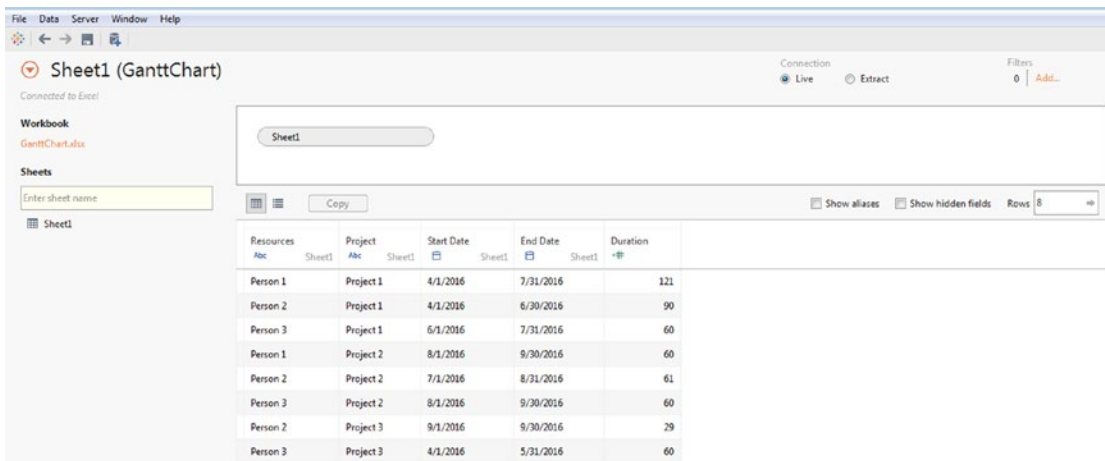 File Data Server Window Help
Sheet1 (GanttChart)
Connected to Excel
Connection
Live Extract
Filters
0 Add...
Workbook
GanttChart.xlsx
Sheets
Enter sheet name
Sheet1
Sheet1
Copy
Show aliases Show hidden fields Rows 8
Resources Project Start Date End Date Duration
Abc Sheet1 Abc Sheet1 Sheet1 Sheet1 =#
Person 1 Project 1 4/1/2016 7/31/2016 121
Person 2 Project 1 4/1/2016 6/30/2016 90
Person 3 Project 1 6/1/2016 7/31/2016 60
Person 1 Project 2 8/1/2016 9/30/2016 60
Person 2 Project 2 7/1/2016 8/31/2016 61
Person 3 Project 2 8/1/2016 9/30/2016 60
Person 2 Project 3 9/1/2016 9/30/2016 29
Person 3 Project 3 4/1/2016 5/31/2016 60